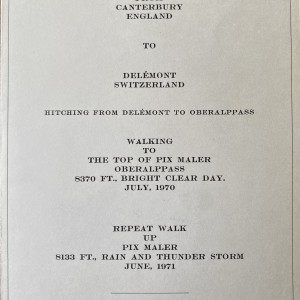 CANTERBURY
ENGLAND
TO
DELÉMONT
SWITZERLAND
HITCHING FROM DELÉMONT TO OBERALPPASS
WALKING
TO
THE TOP OF PIX MALER
OBERALPPASS
8370 FT., BRIGHT CLEAR DAY.
JULY, 1970
REPEAT WALK
UP
PIX MALER
8133 FT., RAIN AND THUNDER STORM
JUNE, 1971